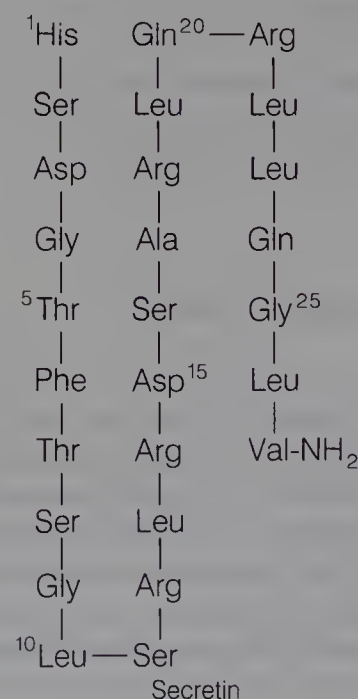 ¹His Gln²⁰ — Arg
Ser Leu Leu
Asp Arg Leu
Gly Ala Gln
⁵Thr Ser Gly²⁵
Phe Asp¹⁵ Leu
Thr Arg Val-NH₂
Ser Leu
Gly Arg
¹⁰Leu — Ser
Secretin